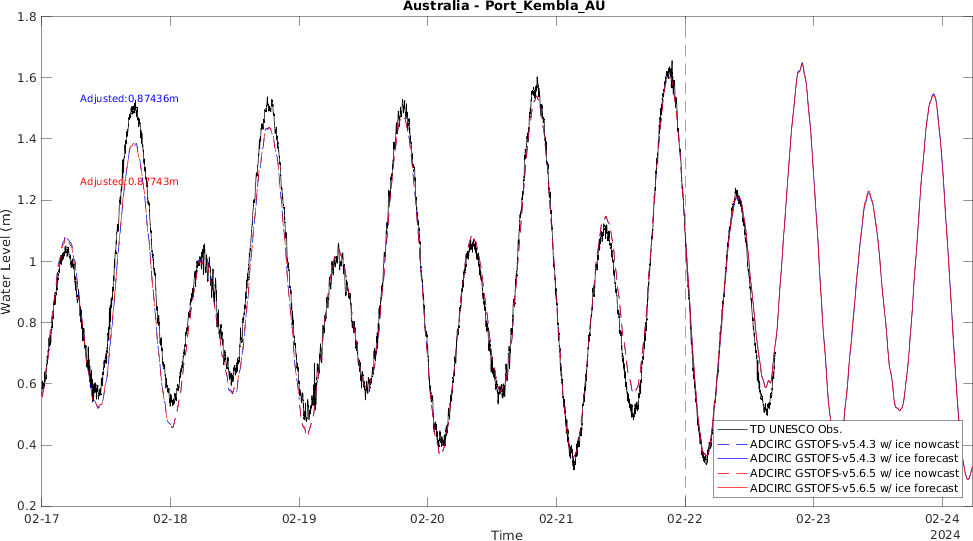 Australia - Port_Kembla_AU
1.8
1.6
1.4
1.2
1
0.8
0.6
0.4
0.2
Water Level (m)
Adjusted:0.87436m
Adjusted:0.87743m
TD UNESCO Obs.
ADCIRC GSTOFS-v5.4.3 w/ ice nowcast
ADCIRC GSTOFS-v5.4.3 w/ ice forecast
ADCIRC GSTOFS-v5.6.5 w/ ice nowcast
ADCIRC GSTOFS-v5.6.5 w/ ice forecast
02-17 02-18 02-19 02-20 02-21 02-22 02-23 02-24
Time
2024